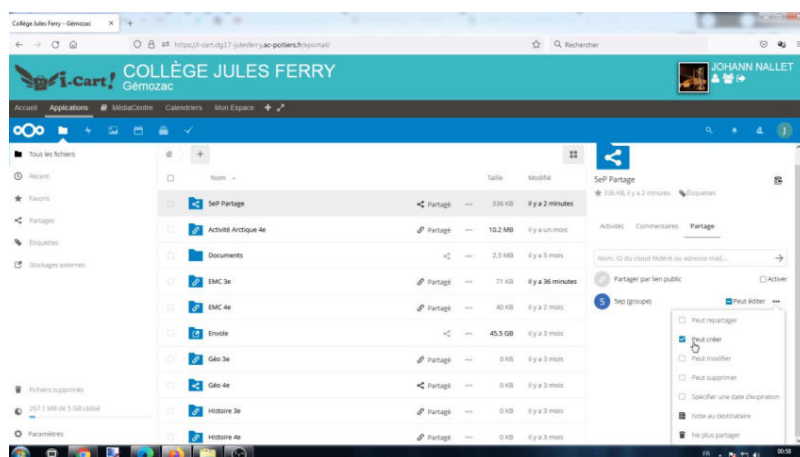 Collège Jules Ferry - Gémozac × +
https://i-cart.clg17-julesferry.ac-poitiers.fr/eportail/ Rechercher
i-Cart! COLLÈGE JULES FERRY
Gémozac
JOHANN NALLET
Accueil Applications MédiaCentre Calendriers Mon Espace
J
Tous les fichiers
Récent
Favoris
Partages
Étiquettes
Stockages externes
Fichiers supprimés
267.1 MB de 5 GB utilisé
Paramètres
Nom Taille Modifié
5eP Partage Partagé 336 KB il y a 2 minutes
Activité Arctique 4e Partagé 10.2 MB il y a un mois
Documents 2,5 MB il y a 5 mois
EMC 3e Partagé 71 KB il y a 36 minutes
EMC 4e Partagé 40 KB il y a 2 mois
Envole 45,5 GB il y a 3 mois
Géo 3e Partagé 0 KB il y a 3 mois
Géo 4e Partagé 0 KB il y a 3 mois
Histoire 3e Partagé 0 KB il y a 3 mois
Histoire 4e Partagé 0 KB il y a 3 mois
5eP Partage
336 KB, il y a 2 minutes Étiquettes
Activités Commentaires Partage
Nom, ID du cloud fédéré ou adresse mail...
Partager par lien public Activer
5 5ep (groupe) Peut éditer
Peut repartager
Peut créer
Peut modifier
Peut supprimer
Spécifier une date d'expiration
Note au destinataire
Ne plus partager
FR 00:58